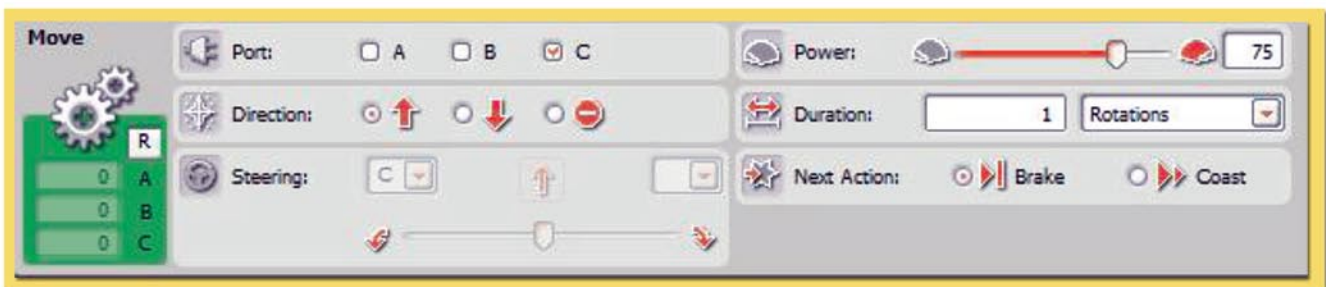 Move
Port: A B C
Power: 75
Direction:
Duration: 1 Rotations
R
0 A
Steering: C
Next Action: Brake Coast
0 B
0 C